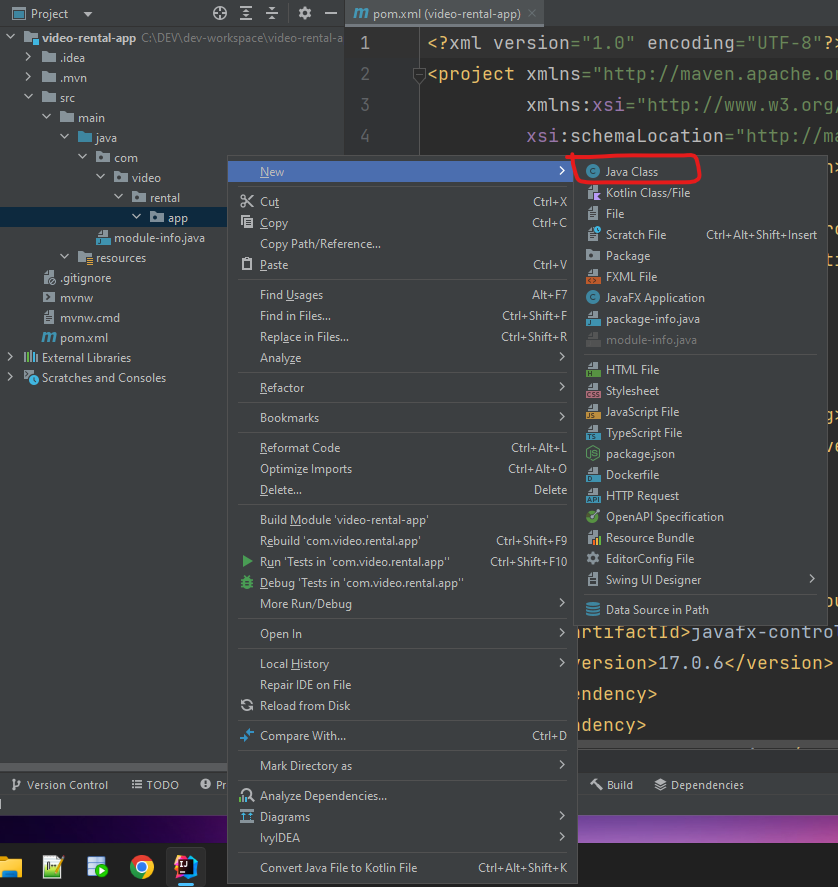 Project
pom.xml (video-rental-app)
video-rental-app C:\DEV\dev-workspace\video-rental-a
.idea
.mvn
src
main
java
com
video
rental
app
module-info.java
resources
.gitignore
mvnw
mvnw.cmd
pom.xml
External Libraries
Scratches and Consoles
1 <?xml version="1.0" encoding="UTF-8"?>
2 <project xmlns="http://maven.apache.or
3 xmlns:xsi="http://www.w3.org/
4 xsi:schemaLocation="http://ma
New
Cut Ctrl+X
Copy Ctrl+C
Copy Path/Reference...
Paste Ctrl+V
Find Usages Alt+F7
Find in Files... Ctrl+Shift+F
Replace in Files... Ctrl+Shift+R
Analyze
Refactor
Bookmarks
Reformat Code Ctrl+Alt+L
Optimize Imports Ctrl+Alt+O
Delete... Delete
Build Module 'video-rental-app'
Rebuild 'com.video.rental.app' Ctrl+Shift+F9
Run 'Tests in 'com.video.rental.app'' Ctrl+Shift+F10
Debug 'Tests in 'com.video.rental.app''
More Run/Debug
Open In
Local History
Repair IDE on File
Reload from Disk
Compare With... Ctrl+D
Mark Directory as
Analyze Dependencies...
Diagrams
IvyIDEA
Convert Java File to Kotlin File Ctrl+Alt+Shift+K
Java Class
Kotlin Class/File
File
Scratch File Ctrl+Alt+Shift+Insert
Package
FXML File
JavaFX Application
package-info.java
module-info.java
HTML File
Stylesheet
JavaScript File
TypeScript File
package.json
Dockerfile
HTTP Request
OpenAPI Specification
Resource Bundle
EditorConfig File
Swing UI Designer
Data Source in Path
artifactId>javafx-control
version>17.0.6</version>
endency>
ndency>
Version Control
TODO
Pr
Build
Dependencies